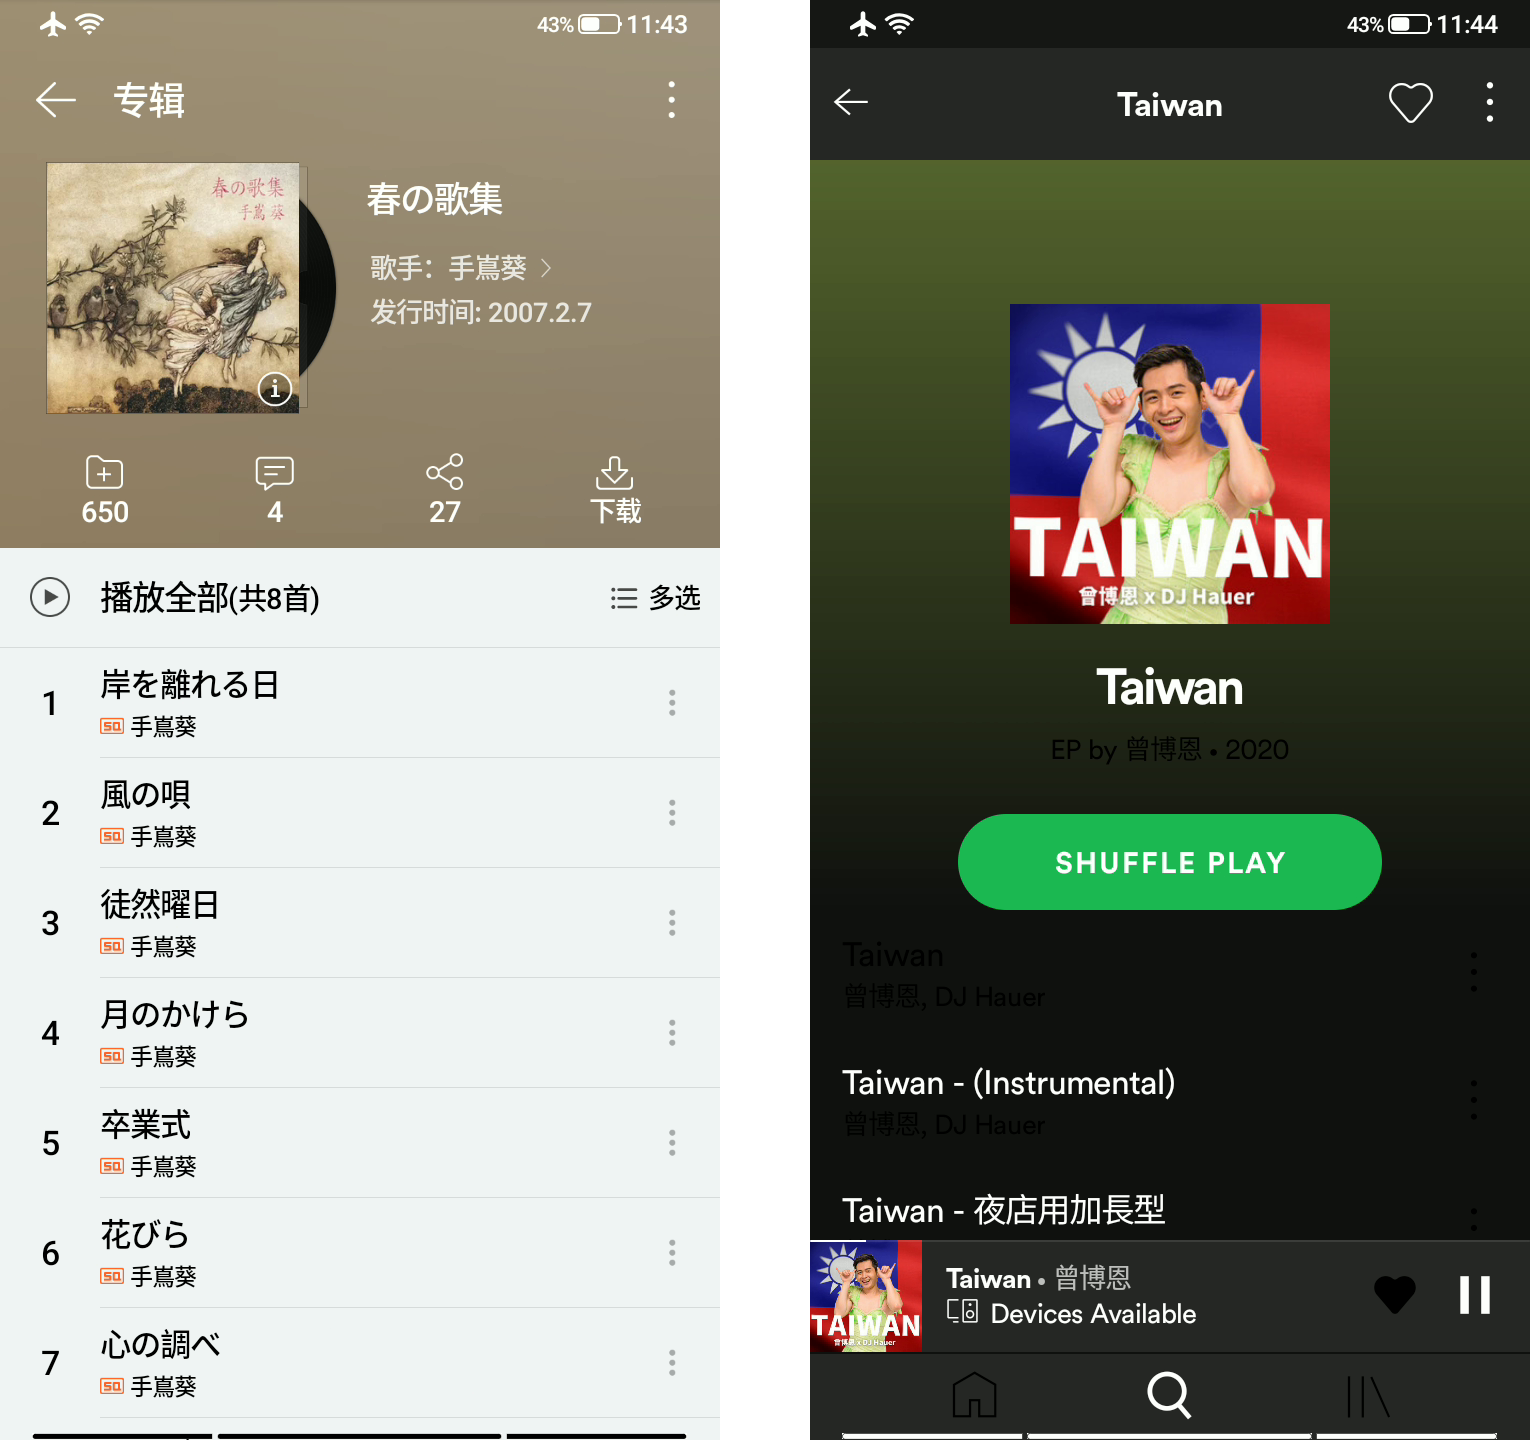 43% 11:43
专辑
春の歌集
手嶌 葵
春の歌集
歌手：手嶌葵
发行时间: 2007.2.7
650
4
27
下载
播放全部(共8首)
多选
1
岸を離れる日
SQ 手嶌葵
2
風の唄
SQ 手嶌葵
3
徒然曜日
SQ 手嶌葵
4
月のかけら
SQ 手嶌葵
5
卒業式
SQ 手嶌葵
6
花びら
SQ 手嶌葵
7
心の調べ
SQ 手嶌葵
43% 11:44
Taiwan
TAIWAN
曾博恩 x DJ Hauer
Taiwan
EP by 曾博恩 • 2020
SHUFFLE PLAY
Taiwan
曾博恩, DJ Hauer
Taiwan - (Instrumental)
曾博恩, DJ Hauer
Taiwan - 夜店用加長型
TAIWAN
曾博恩 x DJ Hauer
Taiwan • 曾博恩
Devices Available